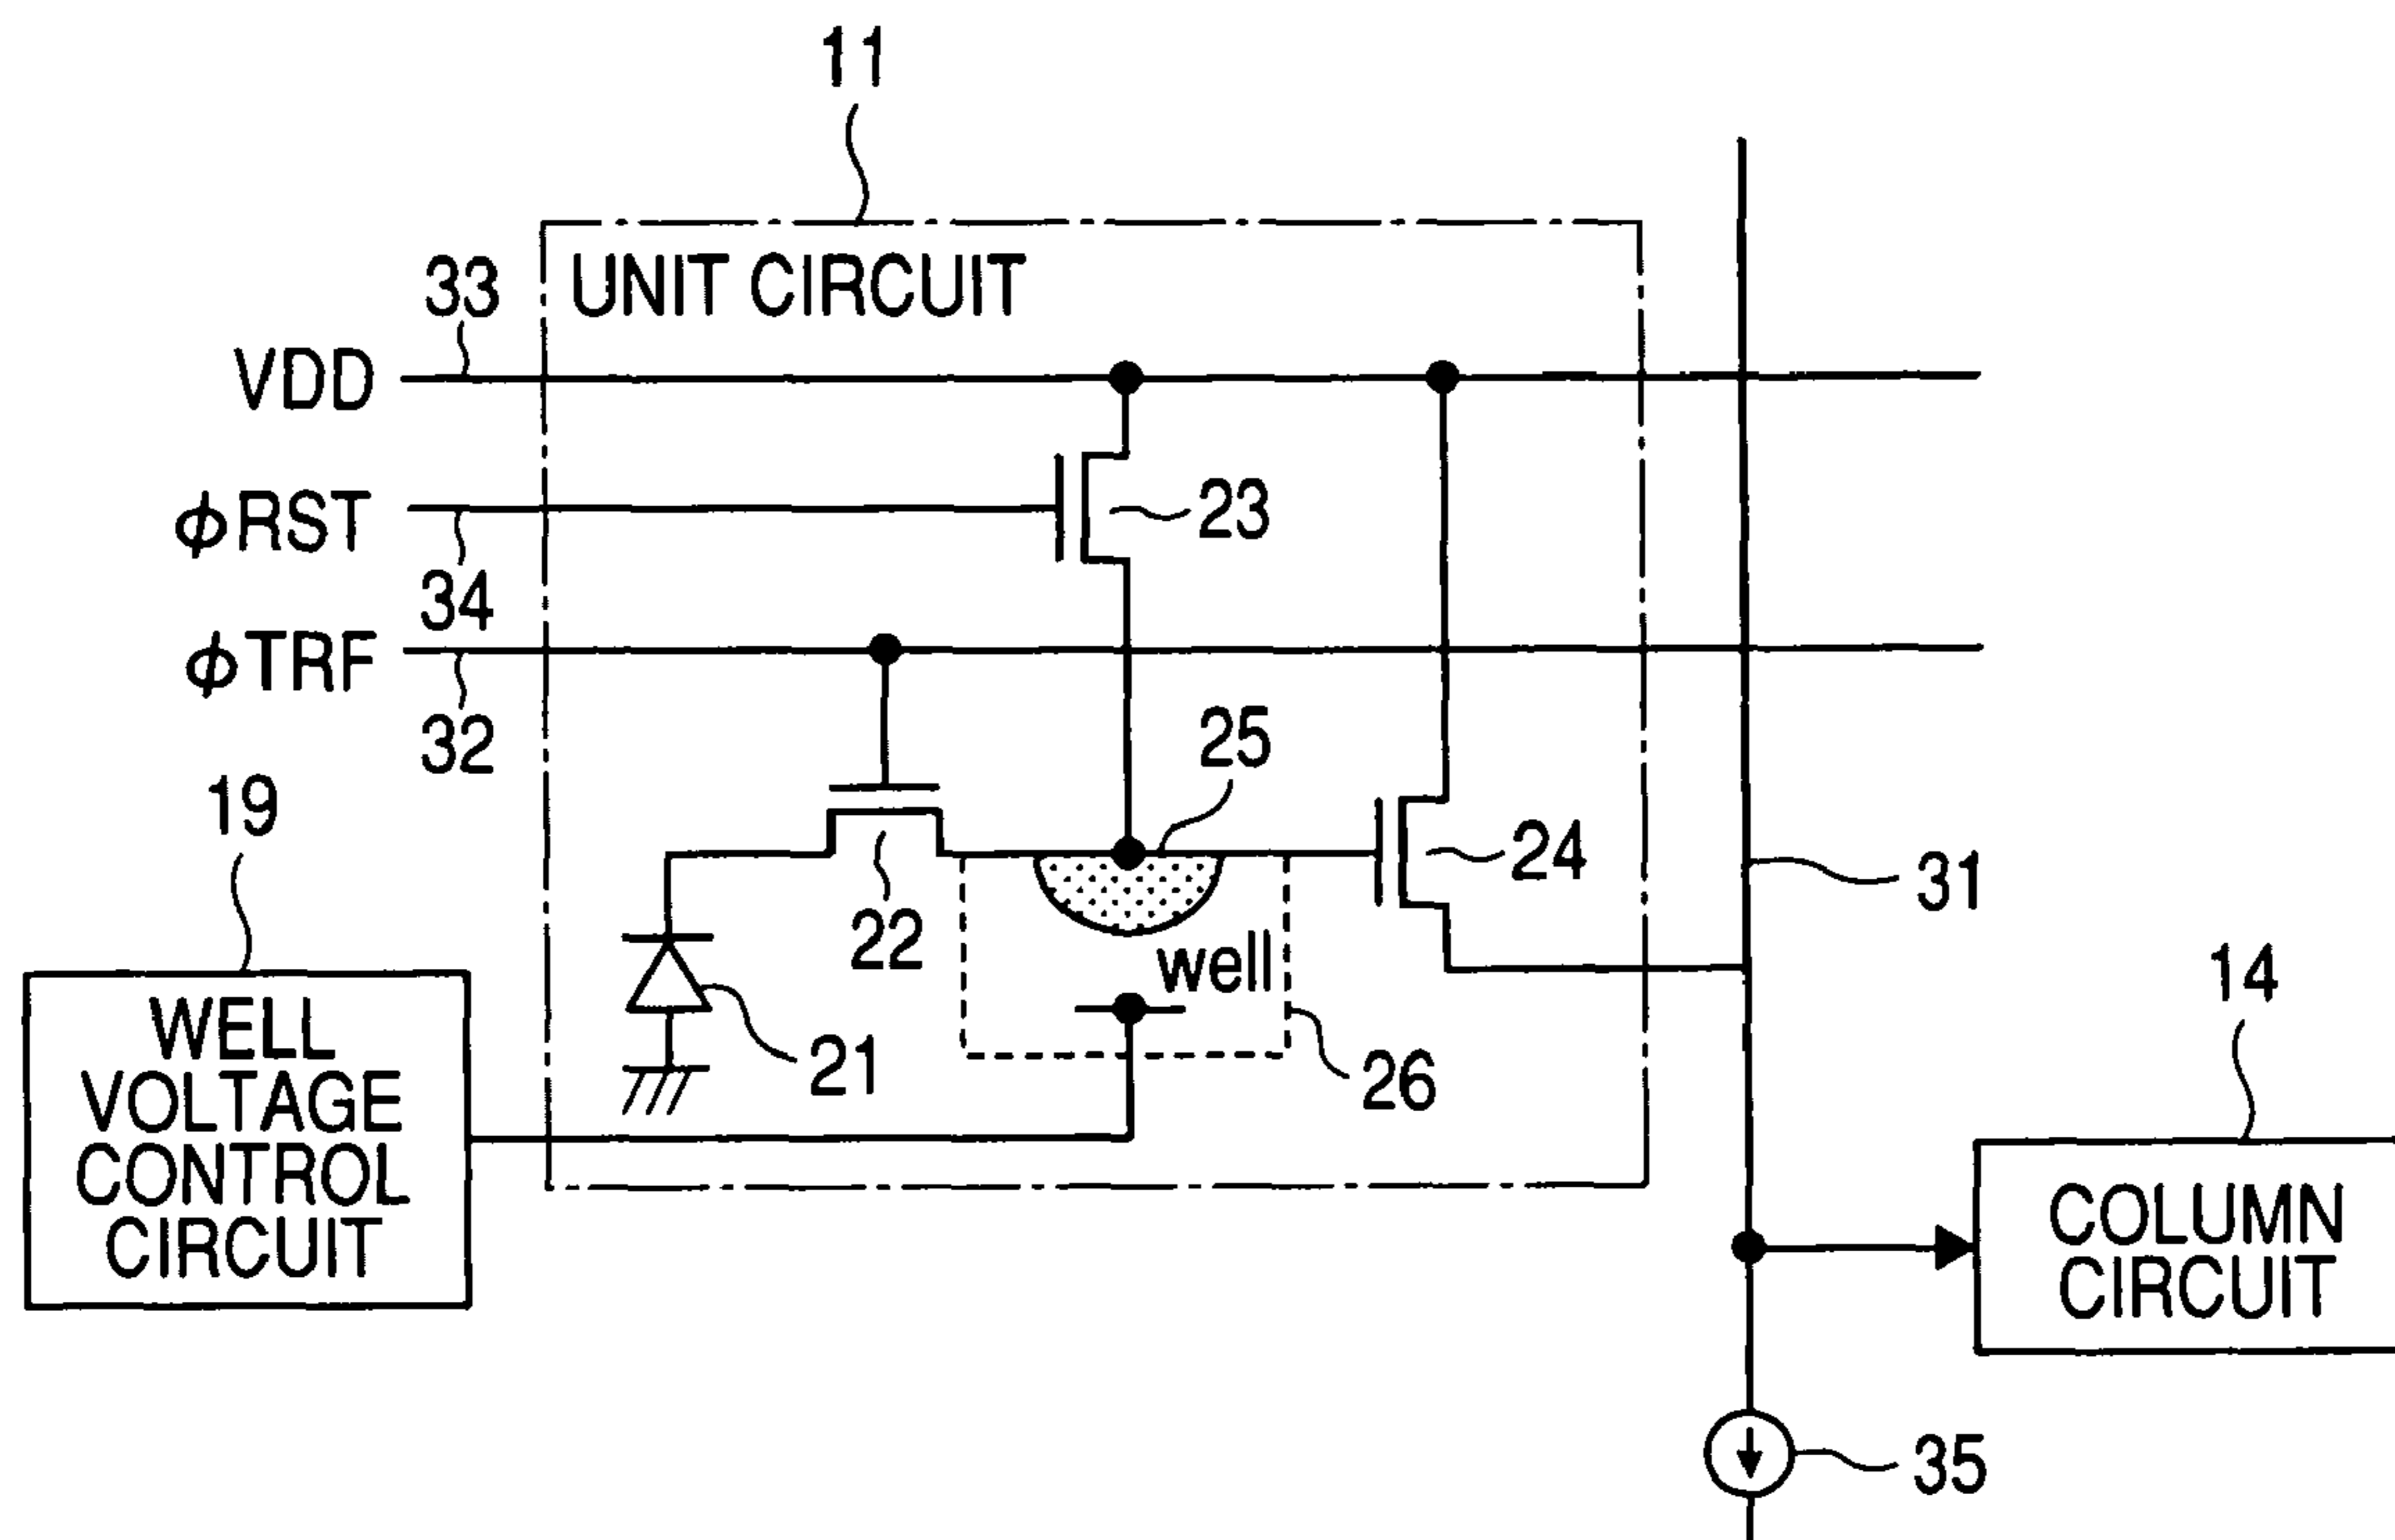 11
UNIT CIRCUIT
33
VDD
φRST
23
34
φTRF
32
25
19
24
31
22
well
14
WELL
VOLTAGE
CONTROL
CIRCUIT
21
26
COLUMN
CIRCUIT
35